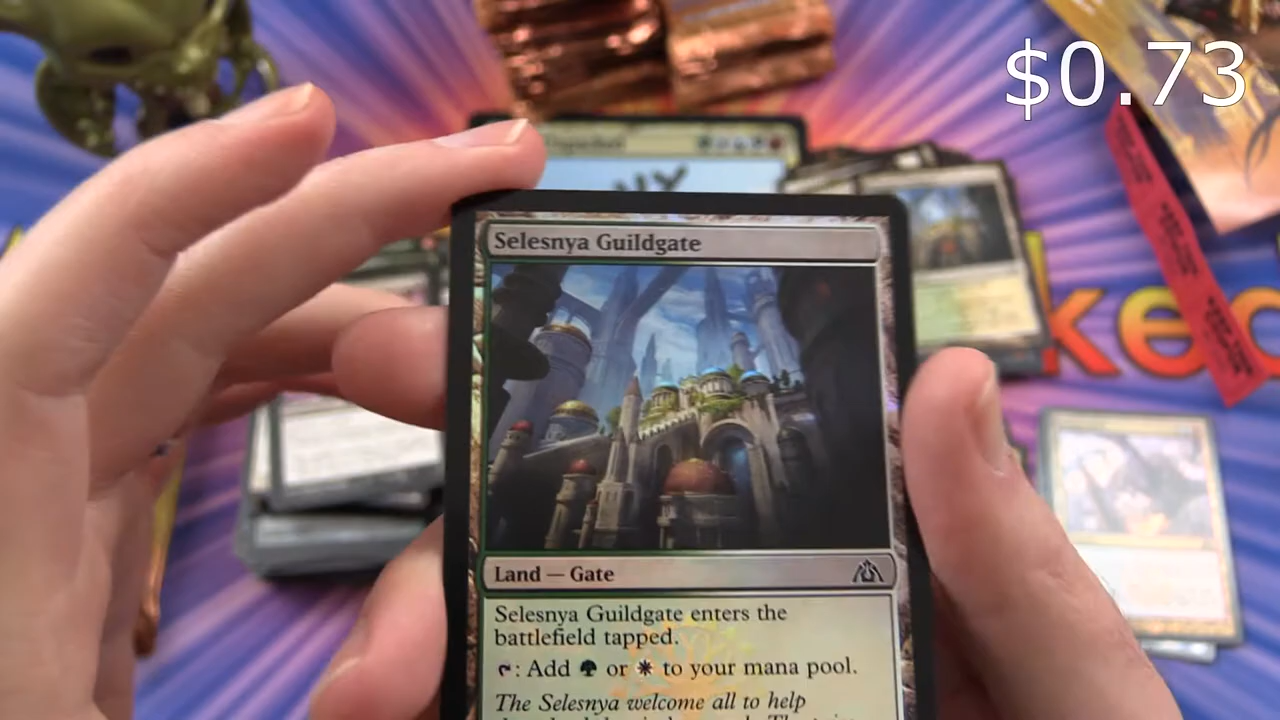 $0.73
Selesnya Guildgate
Land — Gate
Selesnya Guildgate enters the
battlefield tapped.
: Add or to your mana pool.
The Selesnya welcome all to help
ked